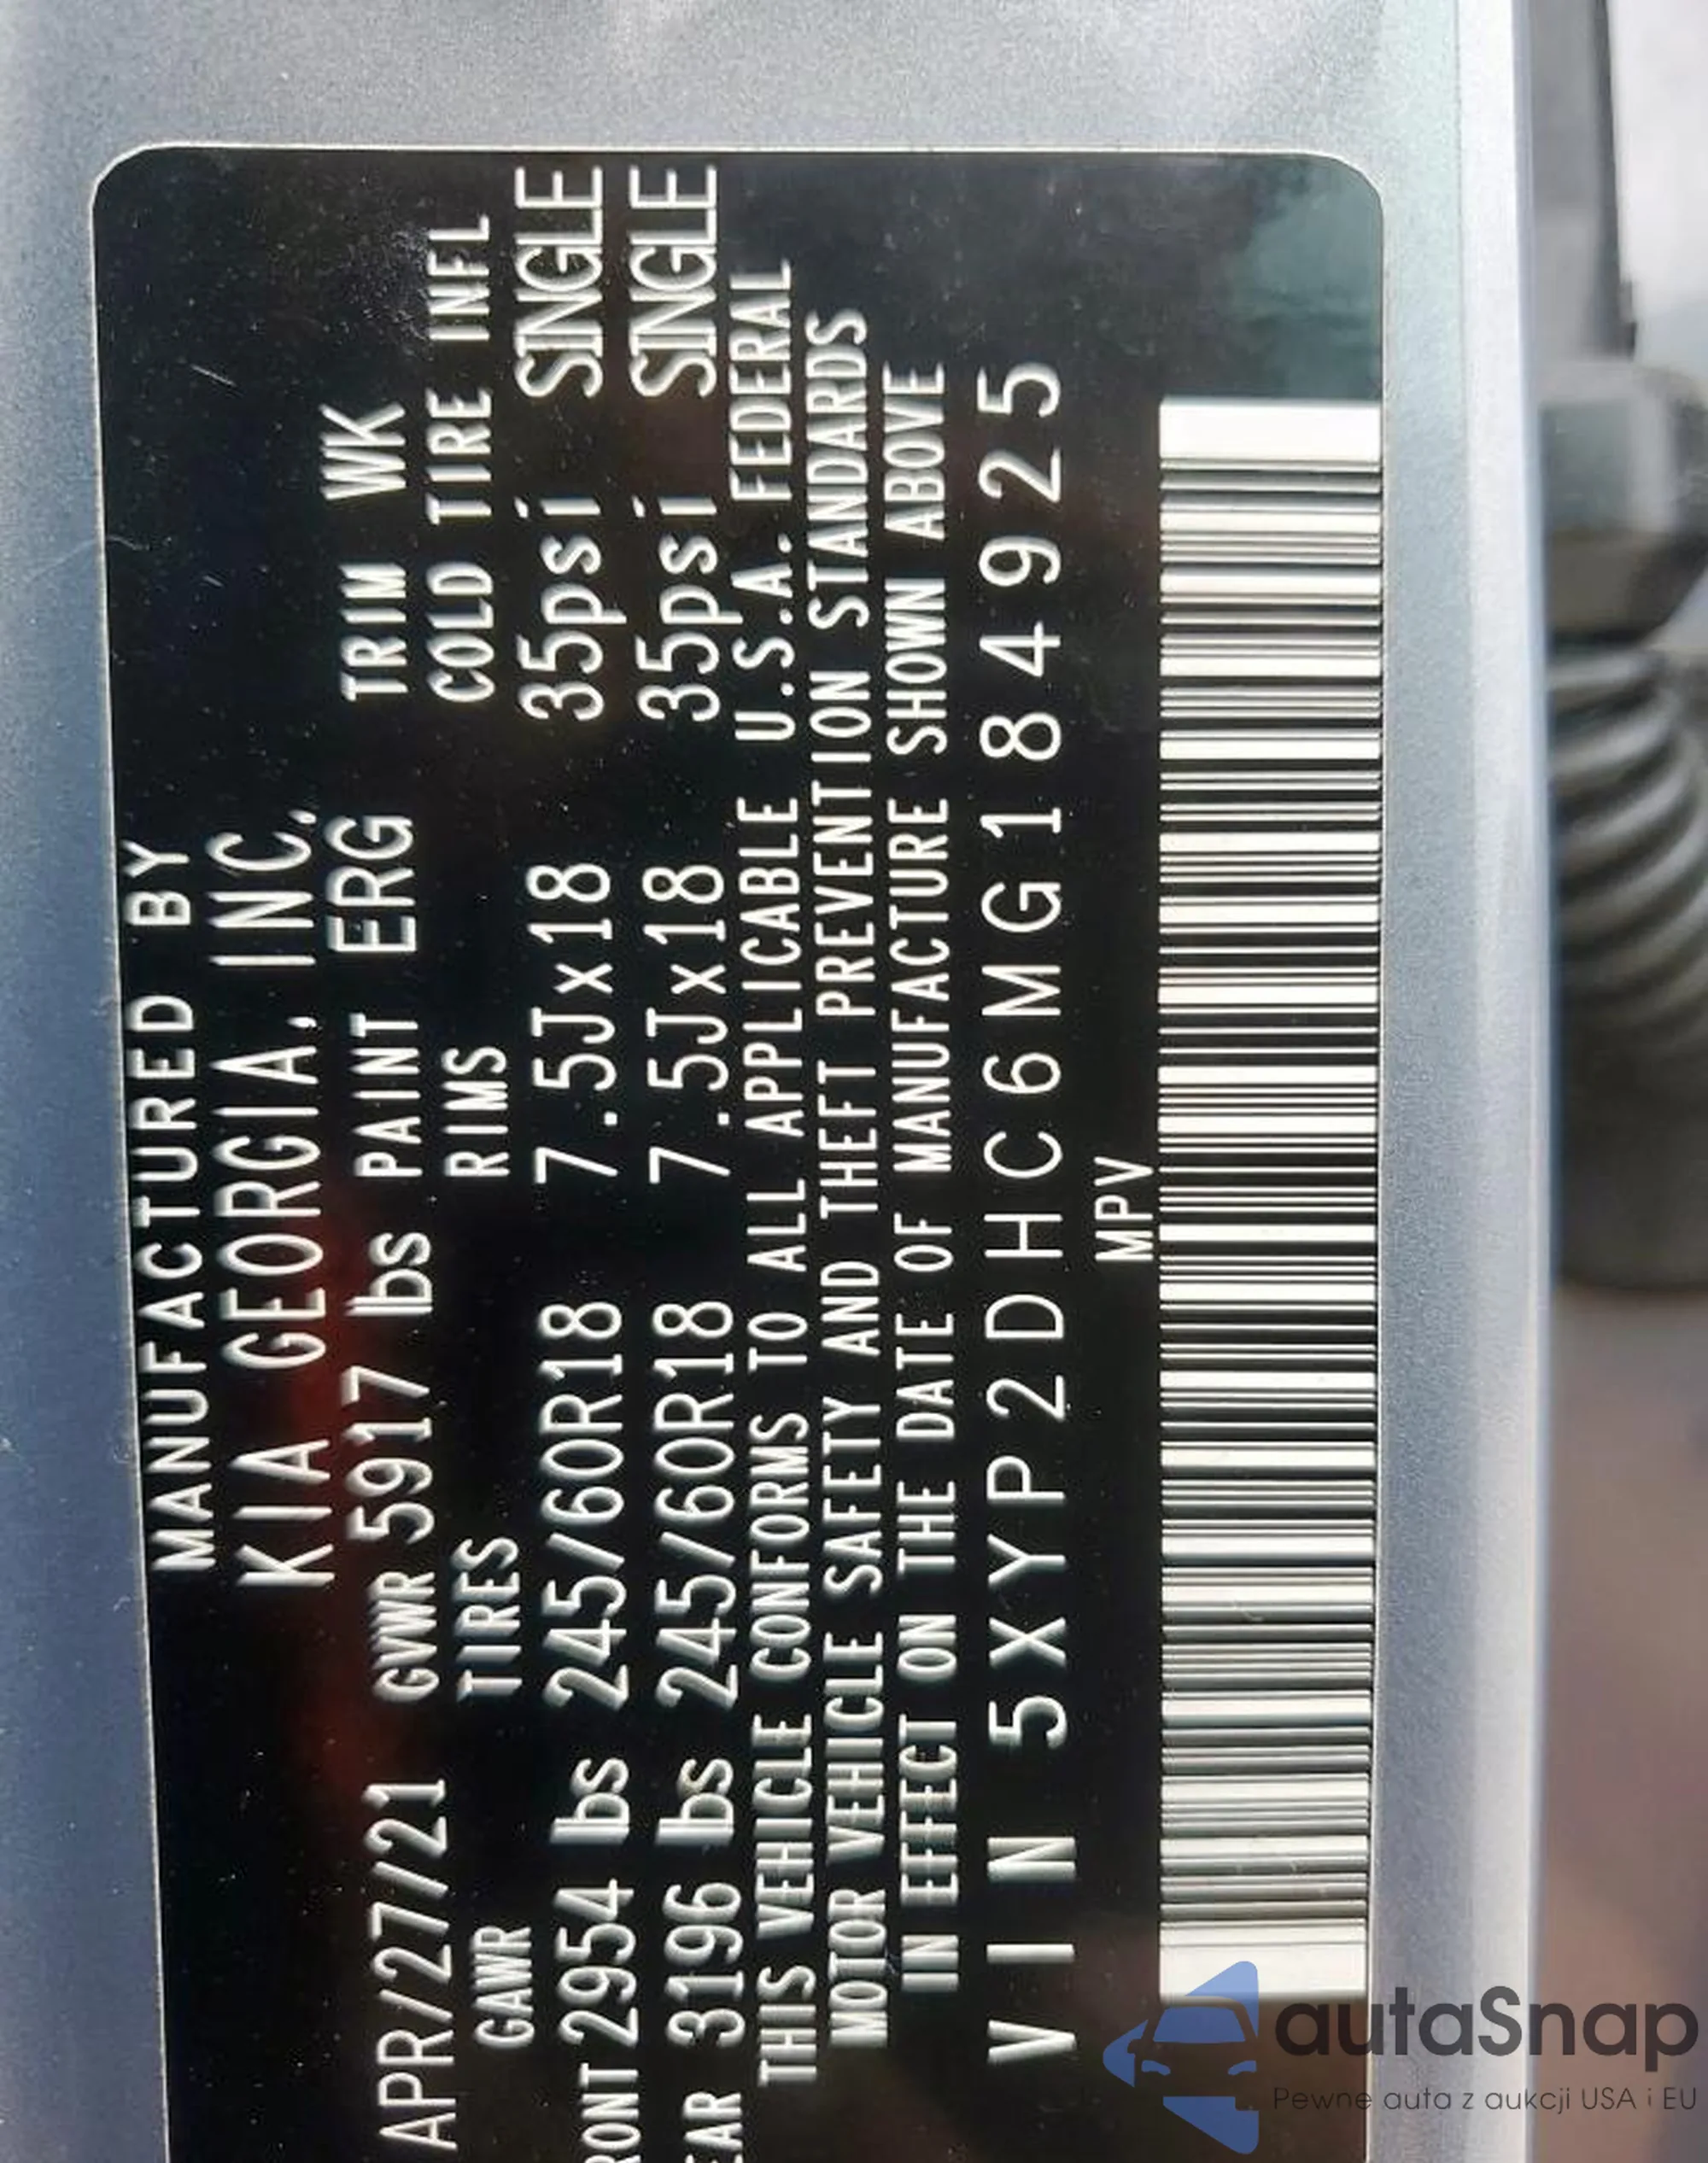 MANUFACTURED BY
KIA GEORGIA, INC.
APR/27/21 GVWR 5917 lbs PAINT ERG TRIM WK
GAWR TIRES RIMS COLD TIRE INFL
RONT 2954 lbs 245/60R18 7.5Jx18 35psi SINGLE
EAR 3196 lbs 245/60R18 7.5Jx18 35psi SINGLE
THIS VEHICLE CONFORMS TO ALL APPLICABLE U.S.A. FEDERAL
MOTOR VEHICLE SAFETY AND THEFT PREVENTION STANDARDS
IN EFFECT ON THE DATE OF MANUFACTURE SHOWN ABOVE
VIN 5XYP2DHC6MG184925
MPV
autaSnap
Pewne auta z aukcji USA i EU